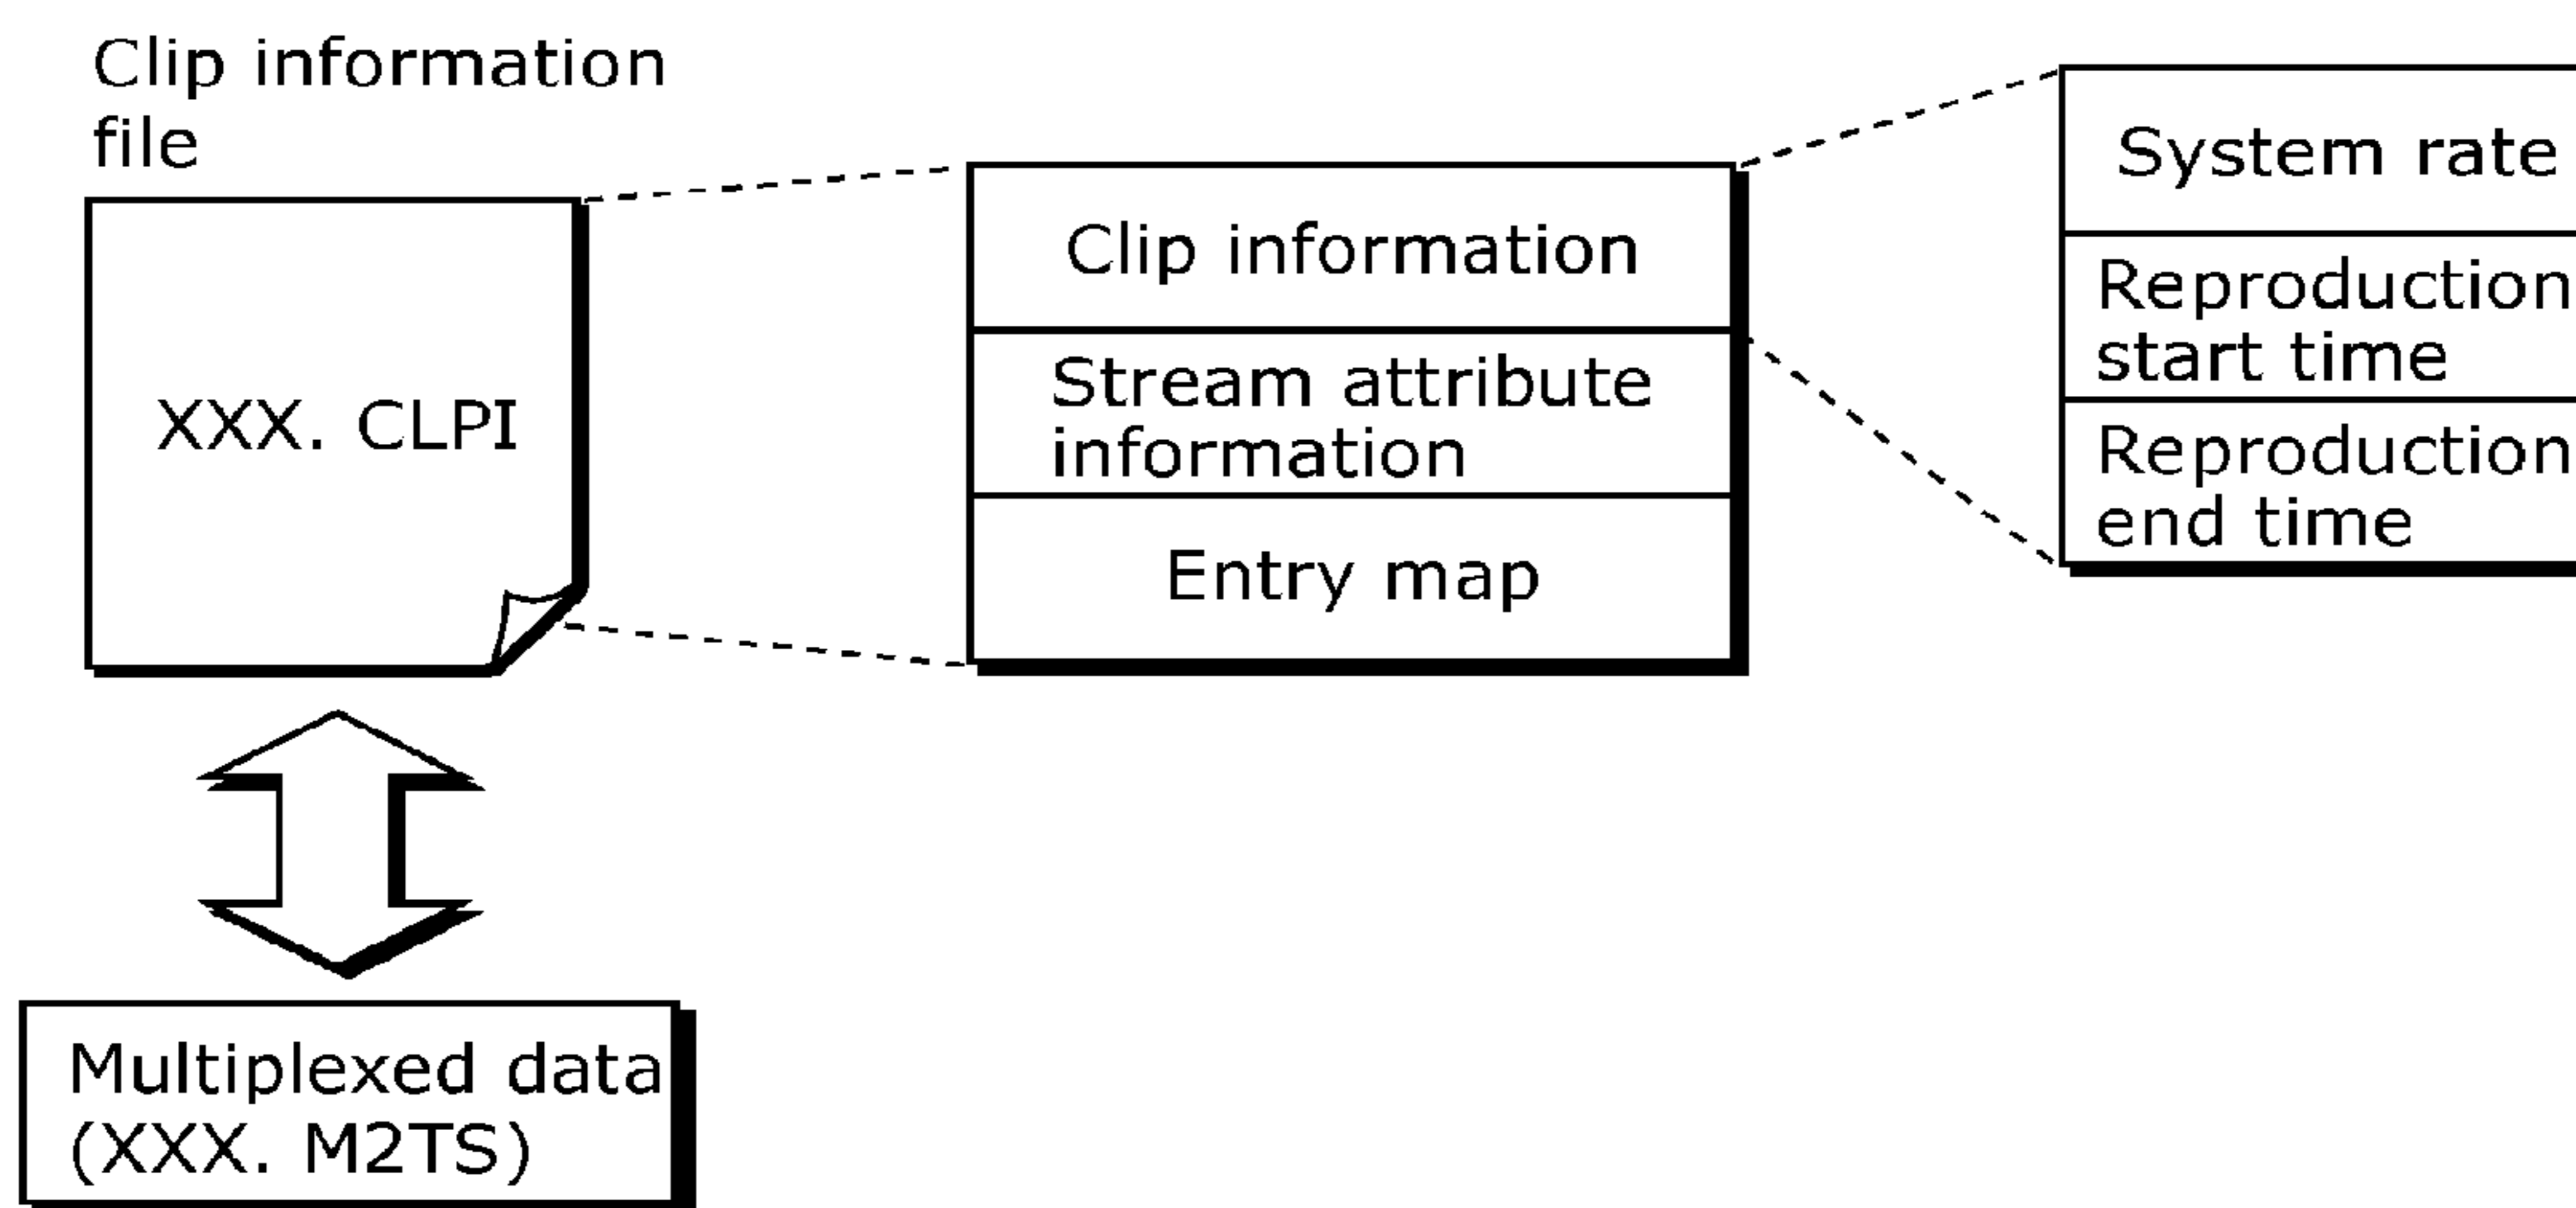 Clip information
file
XXX. CLPI
Clip information
Stream attribute
information
Entry map
System rate
Reproduction
start time
Reproduction
end time
Multiplexed data
(XXX. M2TS)